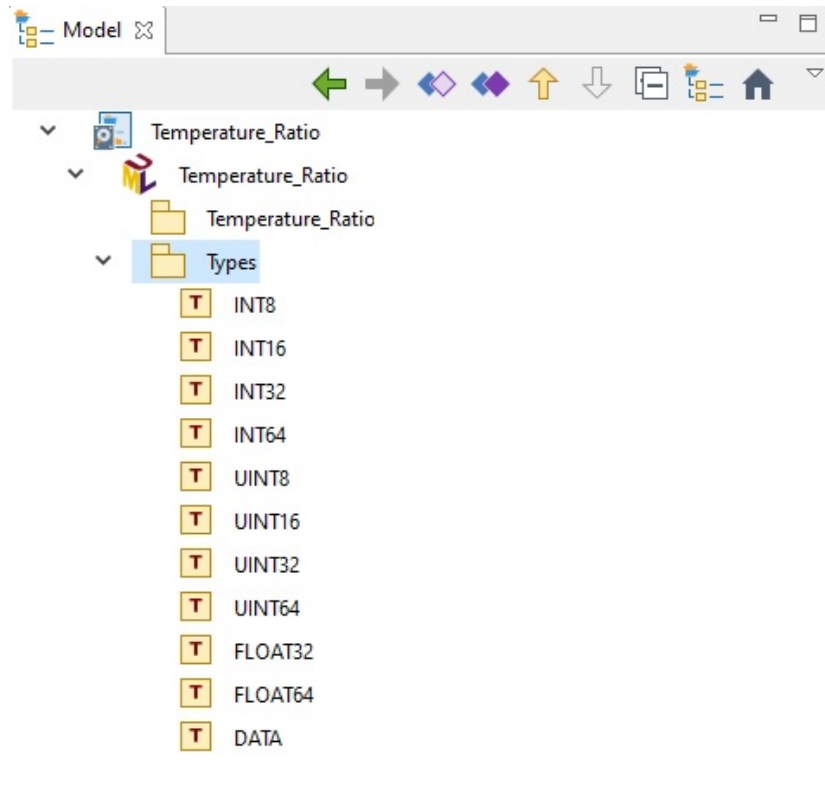 Model
Temperature_Ratio
Temperature_Ratio
Temperature_Ratio
Types
INT8
INT16
INT32
INT64
UINT8
UINT16
UINT32
UINT64
FLOAT32
FLOAT64
DATA